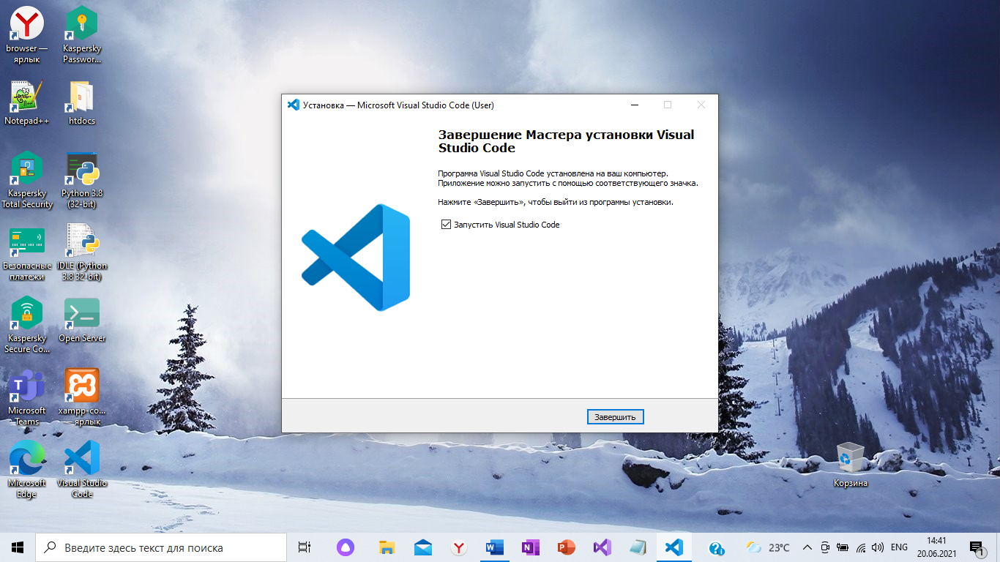 browser —
ярлык
Kaspersky
Passwor...
Notepad++
htdocs
Kaspersky
Total Security
Python 3.8
(32-bit)
Безопасные
платежи
IDLE (Python
3.8 32-bit)
Kaspersky
Secure Co...
Open Server
Microsoft
Teams
xampp-co...
— ярлык
Microsoft
Edge
Visual Studio
Code
Установка — Microsoft Visual Studio Code (User)
Завершение Мастера установки Visual
Studio Code
Программа Visual Studio Code установлена на ваш компьютер.
Приложение можно запустить с помощью соответствующего значка.
Нажмите «Завершить», чтобы выйти из программы установки.
Запустить Visual Studio Code
Завершить
Корзина
Введите здесь текст для поиска
23°C
ENG
14:41
20.06.2021
1